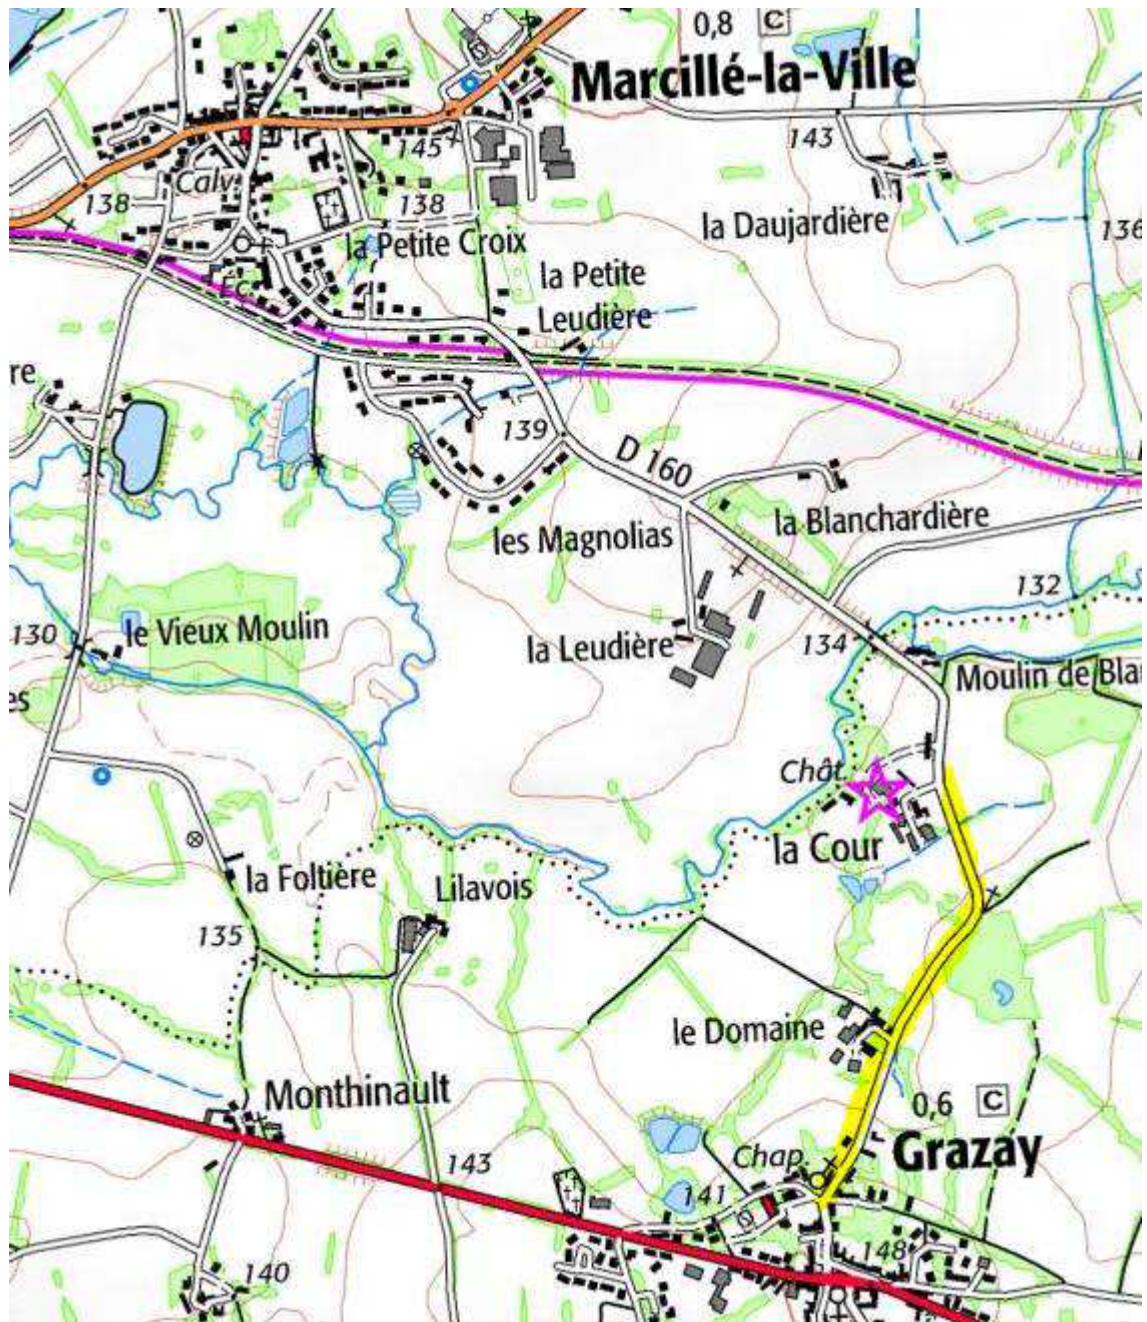 0,8 C
Marcillé-la-Ville
145
143
Calv.
138
138
la Petite Croix
la Daujardière
136
la Petite
Leudière
Ec.
re
139
D 160
les Magnolias
la Blanchardière
132
130
le Vieux Moulin
la Leudière
134
Moulin de Bla
es
Chât.
la Cour
la Foltière
Lilavois
135
le Domaine
Monthinault
0,6 C
Grazay
Chap.
143
141
148
140